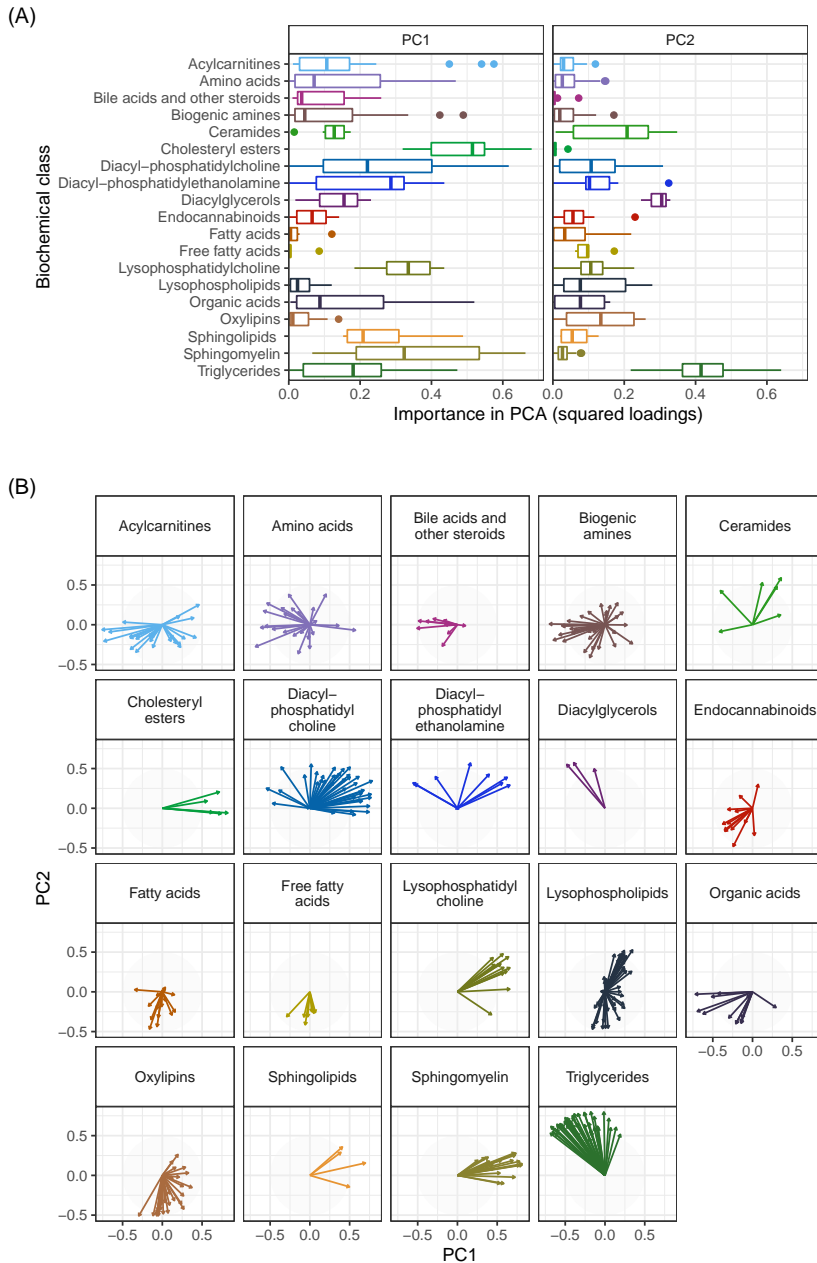 (A)
PC1
PC2
Biochemical class
Acylcarnitines
Amino acids
Bile acids and other steroids
Biogenic amines
Ceramides
Cholesteryl esters
Diacyl−phosphatidylcholine
Diacyl−phosphatidylethanolamine
Diacylglycerols
Endocannabinoids
Fatty acids
Free fatty acids
Lysophosphatidylcholine
Lysophospholipids
Organic acids
Oxylipins
Sphingolipids
Sphingomyelin
Triglycerides
0.0 0.2 0.4 0.6 0.0 0.2 0.4 0.6
Importance in PCA (squared loadings)
(B)
Acylcarnitines
Amino acids
Bile acids and
other steroids
Biogenic
amines
Ceramides
0.5
0.0
−0.5
Cholesteryl
esters
Diacyl−
phosphatidyl
choline
Diacyl−
phosphatidyl
ethanolamine
Diacylglycerols
Endocannabinoids
0.5
0.0
−0.5
PC2
Fatty acids
Free fatty
acids
Lysophosphatidyl
choline
Lysophospholipids
Organic acids
0.5
0.0
−0.5
−0.5 0.0 0.5
Oxylipins
Sphingolipids
Sphingomyelin
Triglycerides
0.5
0.0
−0.5
−0.5 0.0 0.5 −0.5 0.0 0.5 −0.5 0.0 0.5 −0.5 0.0 0.5
PC1